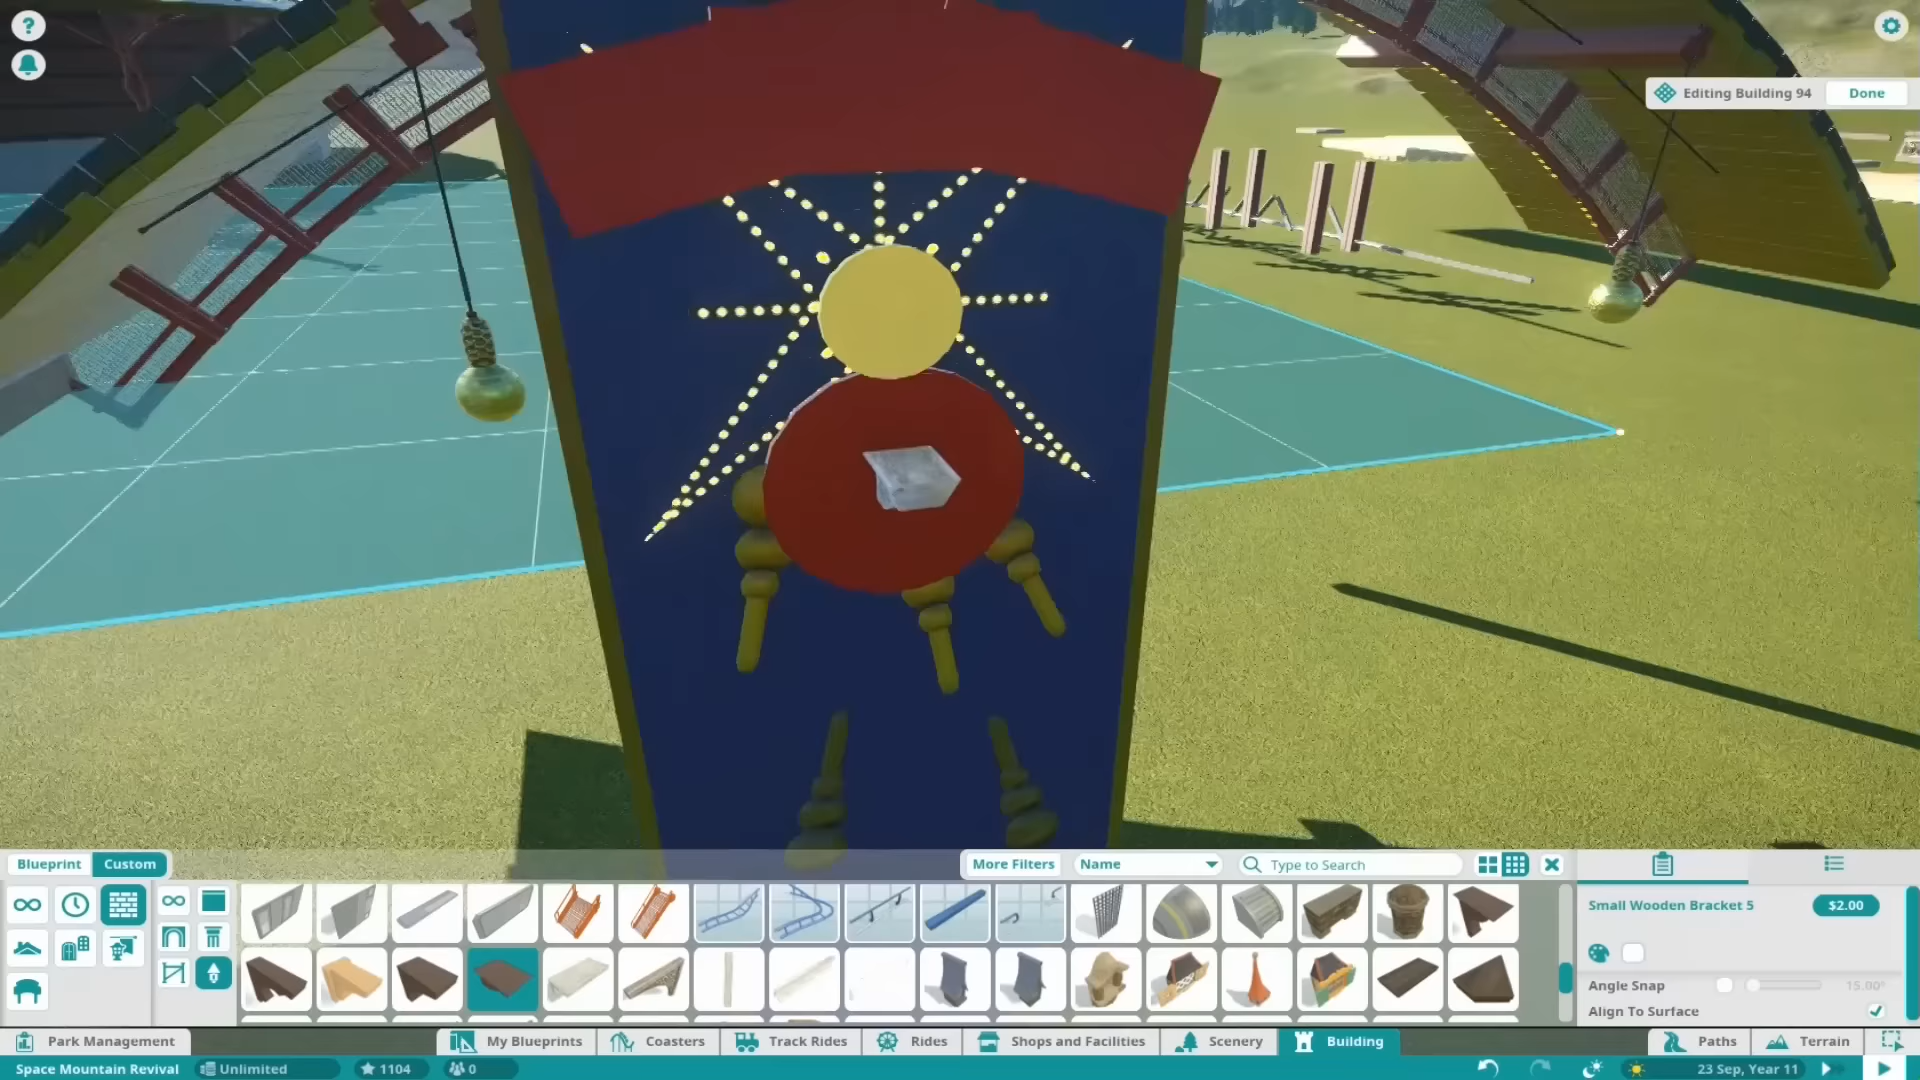 ?
Editing Building 94
Done
Blueprint
Custom
More Filters
Name
Type to Search
Small Wooden Bracket 5
$2.00
Angle Snap
15.00°
Align To Surface
Park Management
My Blueprints
Coasters
Track Rides
Rides
Shops and Facilities
Scenery
Building
Paths
Terrain
Space Mountain Revival
Unlimited
1104
0
23 Sep, Year 11